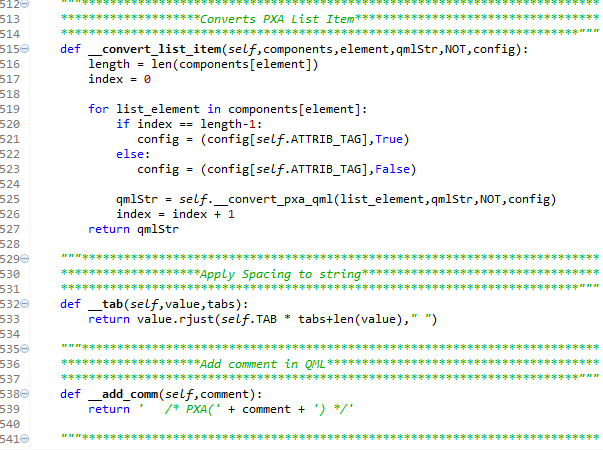 512 """***************************************************************************
513 ********************Converts PXA List Item***********************************
514 **************************************************************************"""
515 def __convert_list_item(self,components,element,qmlStr,NOT,config):
516 length = len(components[element])
517 index = 0
518
519 for list_element in components[element]:
520 if index == length-1:
521 config = (config[self.ATTRIB_TAG],True)
522 else:
523 config = (config[self.ATTRIB_TAG],False)
524
525 qmlStr = self.__convert_pxa_qml(list_element,qmlStr,NOT,config)
526 index = index + 1
527 return qmlStr
528
529 """***************************************************************************
530 ********************Apply Spacing to string**********************************
531 **************************************************************************"""
532 def __tab(self,value,tabs):
533 return value.rjust(self.TAB * tabs+len(value)," ")
534
535 """***************************************************************************
536 ********************Add comment in QML***************************************
537 **************************************************************************"""
538 def __add_comm(self,comment):
539 return '   /* PXA(' + comment + ') */'
540
541 """***************************************************************************